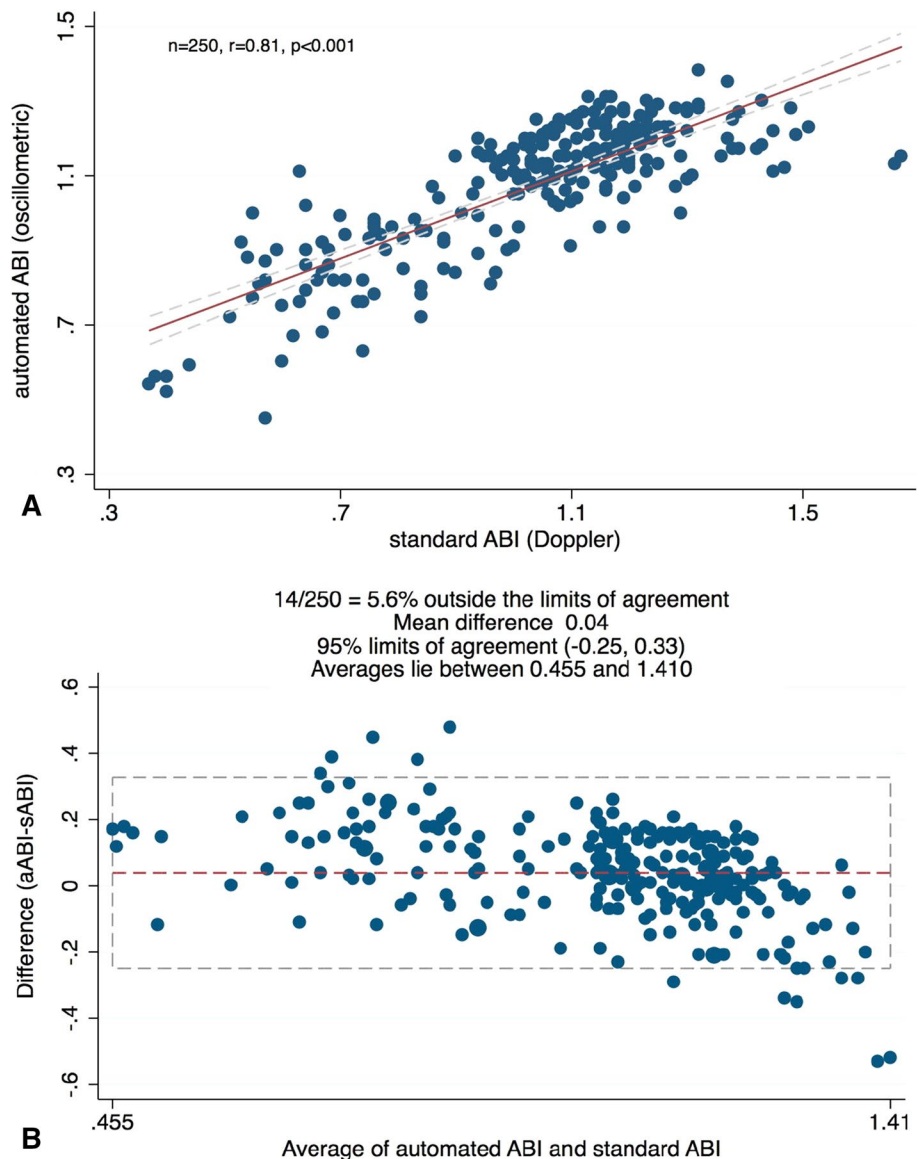 1.5
n=250, r=0.81, p<0.001
1.1
automated ABI (oscillometric)
.7
.3
A
.3 .7 1.1 1.5
standard ABI (Doppler)
14/250 = 5.6% outside the limits of agreement
Mean difference 0.04
95% limits of agreement (-0.25, 0.33)
Averages lie between 0.455 and 1.410
.6
.4
.2
Difference (aABI-sABI)
0
-.2
-.4
-.6
.455 1.41
B
Average of automated ABI and standard ABI